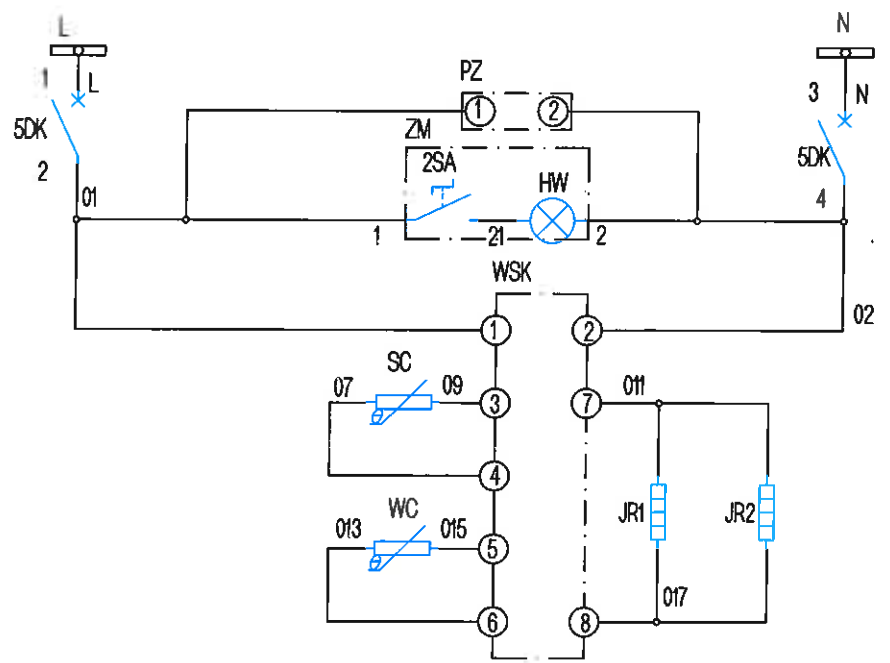 L N
1 L PZ 3 N
1 2
5DK ZM 5DK
2 2SA HW 4
01
1 21 2
WSK
02
1 2
SC
07 09 3 7 011
4
WC JR1 JR2
013 015 5
017
6 8